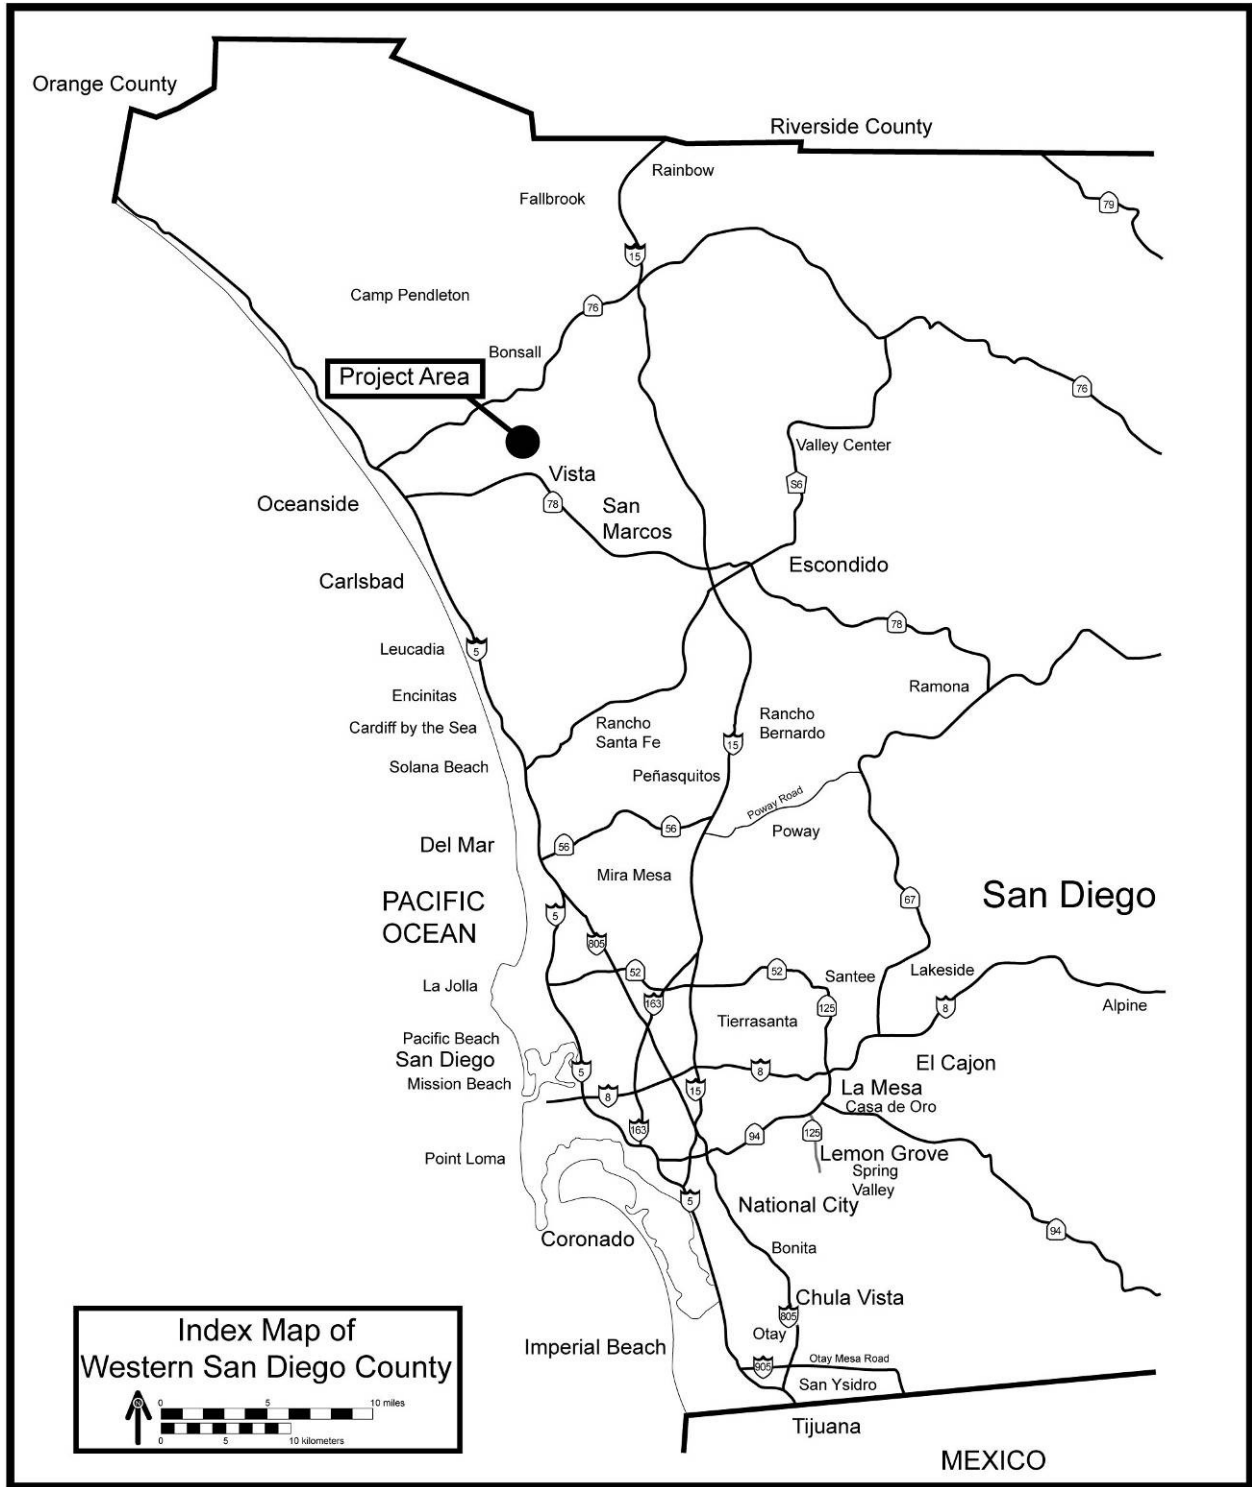 Orange County
Riverside County
Rainbow
Fallbrook
79
15
Camp Pendleton
76
Bonsall
Project Area
76
Valley Center
Vista
S6
78
Oceanside
San
Marcos
Escondido
Carlsbad
78
5
Leucadia
Ramona
Encinitas
Cardiff by the Sea
Rancho
Santa Fe
Rancho
Bernardo
15
Solana Beach
Peñasquitos
Poway Road
56
Poway
Del Mar
56
Mira Mesa
San Diego
67
PACIFIC
OCEAN
5
805
52
52
Santee
Lakeside
La Jolla
163
125
8
Alpine
Tierrasanta
Pacific Beach
San Diego
Mission Beach
5
8
El Cajon
8
15
La Mesa
Casa de Oro
163
94
125
Lemon Grove
Spring
Valley
Point Loma
5
National City
94
Coronado
Bonita
Chula Vista
805
Otay
Imperial Beach
905
Otay Mesa Road
San Ysidro
Tijuana
MEXICO
Index Map of
Western San Diego County
N
0 5 10 miles
0 5 10 kilometers